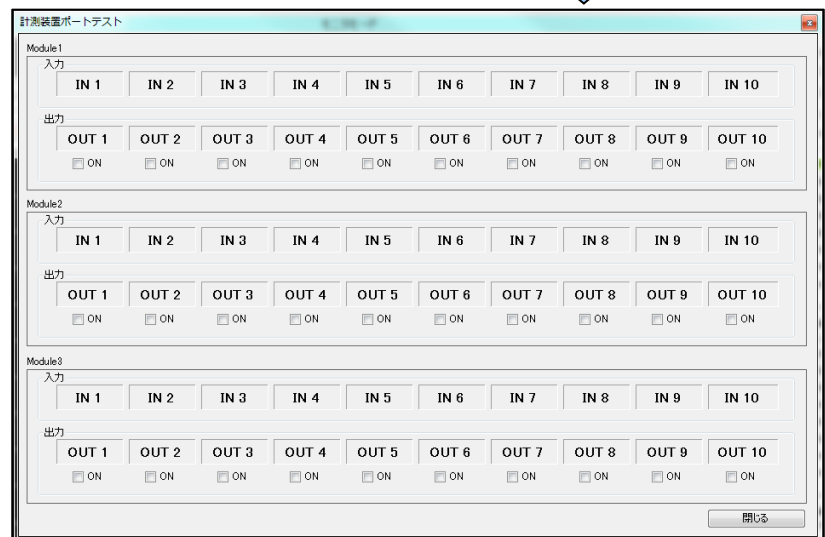 計測装置ポートテスト
Module1
入力
IN 1 IN 2 IN 3 IN 4 IN 5 IN 6 IN 7 IN 8 IN 9 IN 10
出力
OUT 1 OUT 2 OUT 3 OUT 4 OUT 5 OUT 6 OUT 7 OUT 8 OUT 9 OUT 10
ON ON ON ON ON ON ON ON ON ON
Module2
入力
IN 1 IN 2 IN 3 IN 4 IN 5 IN 6 IN 7 IN 8 IN 9 IN 10
出力
OUT 1 OUT 2 OUT 3 OUT 4 OUT 5 OUT 6 OUT 7 OUT 8 OUT 9 OUT 10
ON ON ON ON ON ON ON ON ON ON
Module3
入力
IN 1 IN 2 IN 3 IN 4 IN 5 IN 6 IN 7 IN 8 IN 9 IN 10
出力
OUT 1 OUT 2 OUT 3 OUT 4 OUT 5 OUT 6 OUT 7 OUT 8 OUT 9 OUT 10
ON ON ON ON ON ON ON ON ON ON
閉じる